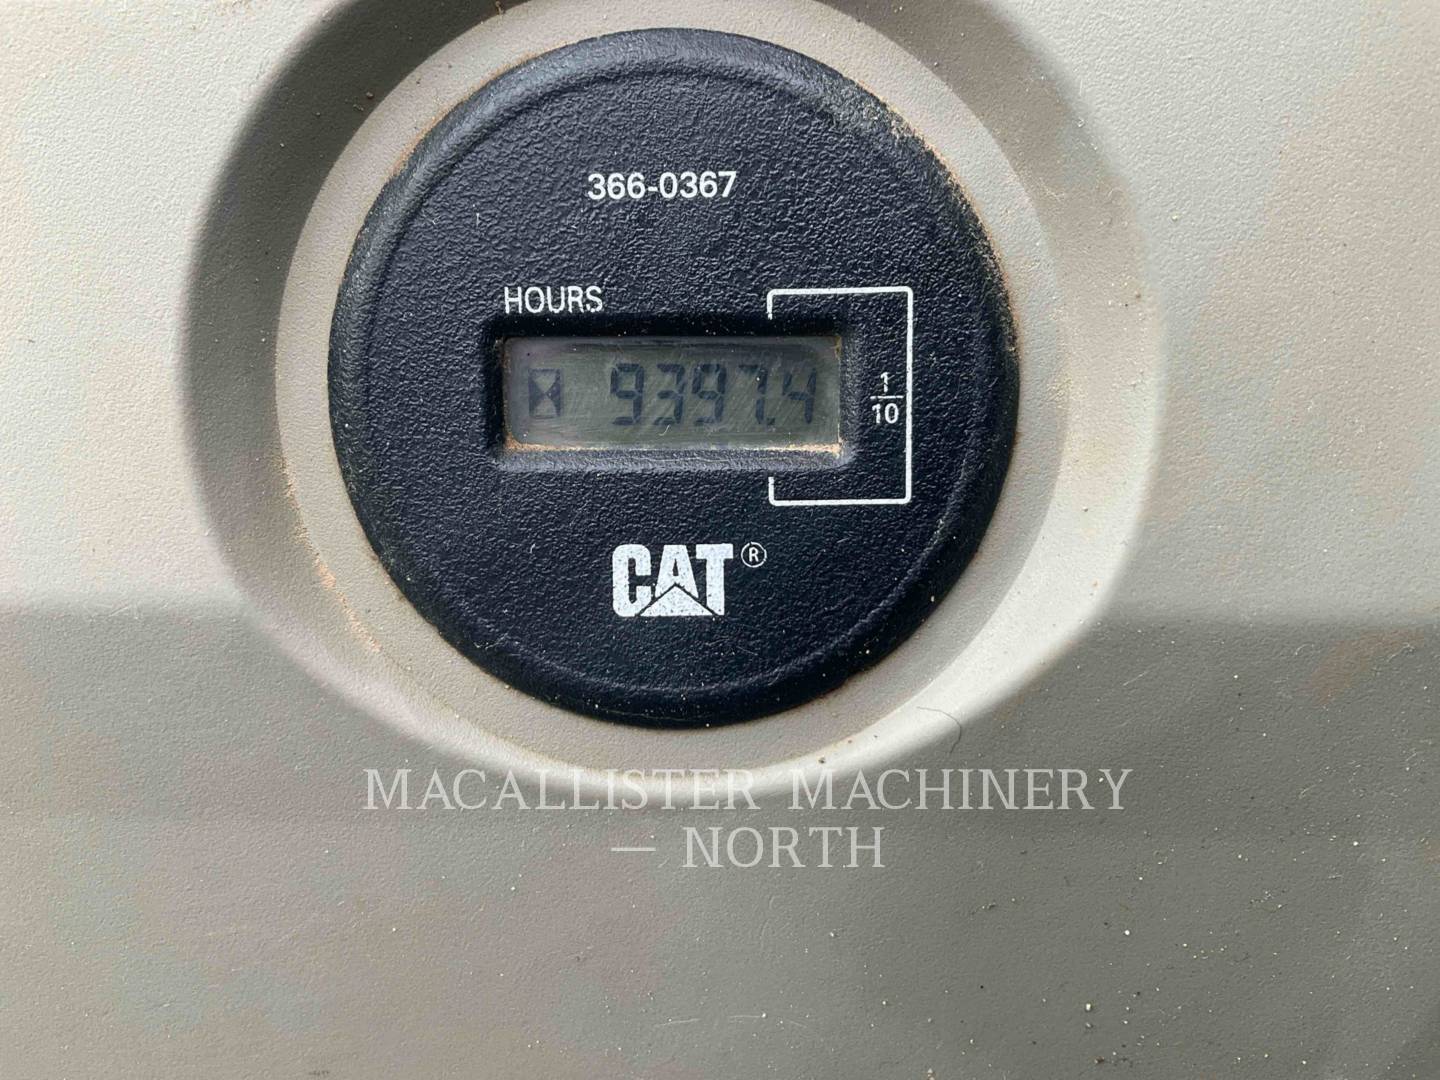 366-0367
HOURS
9397.4
1/10
CAT®
MACALLISTER MACHINERY
— NORTH